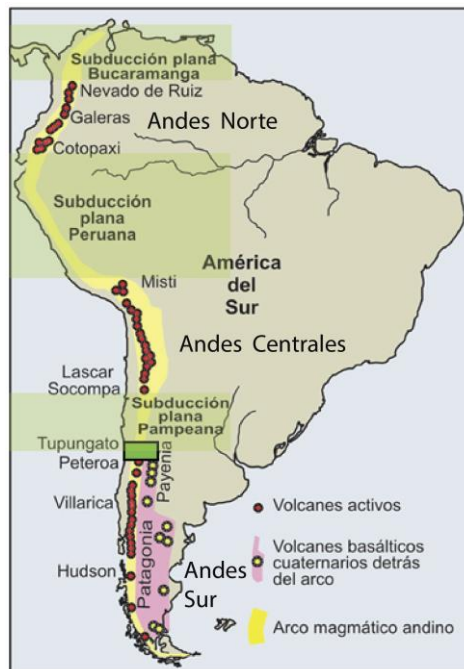 Subducción plana
Bucaramanga
Nevado de Ruiz
Galeras
Andes Norte
Cotopaxi
Subducción
plana
Peruana
Misti
América
del
Sur
Andes Centrales
Lascar
Socompa
Subducción
plana
Pampeana
Tupungato
Peteroa
Payenia
Villarica
Volcanes activos
Volcanes basálticos
cuaternarios detrás
del arco
Hudson
Patagonia
Andes
Sur
Arco magmático andino